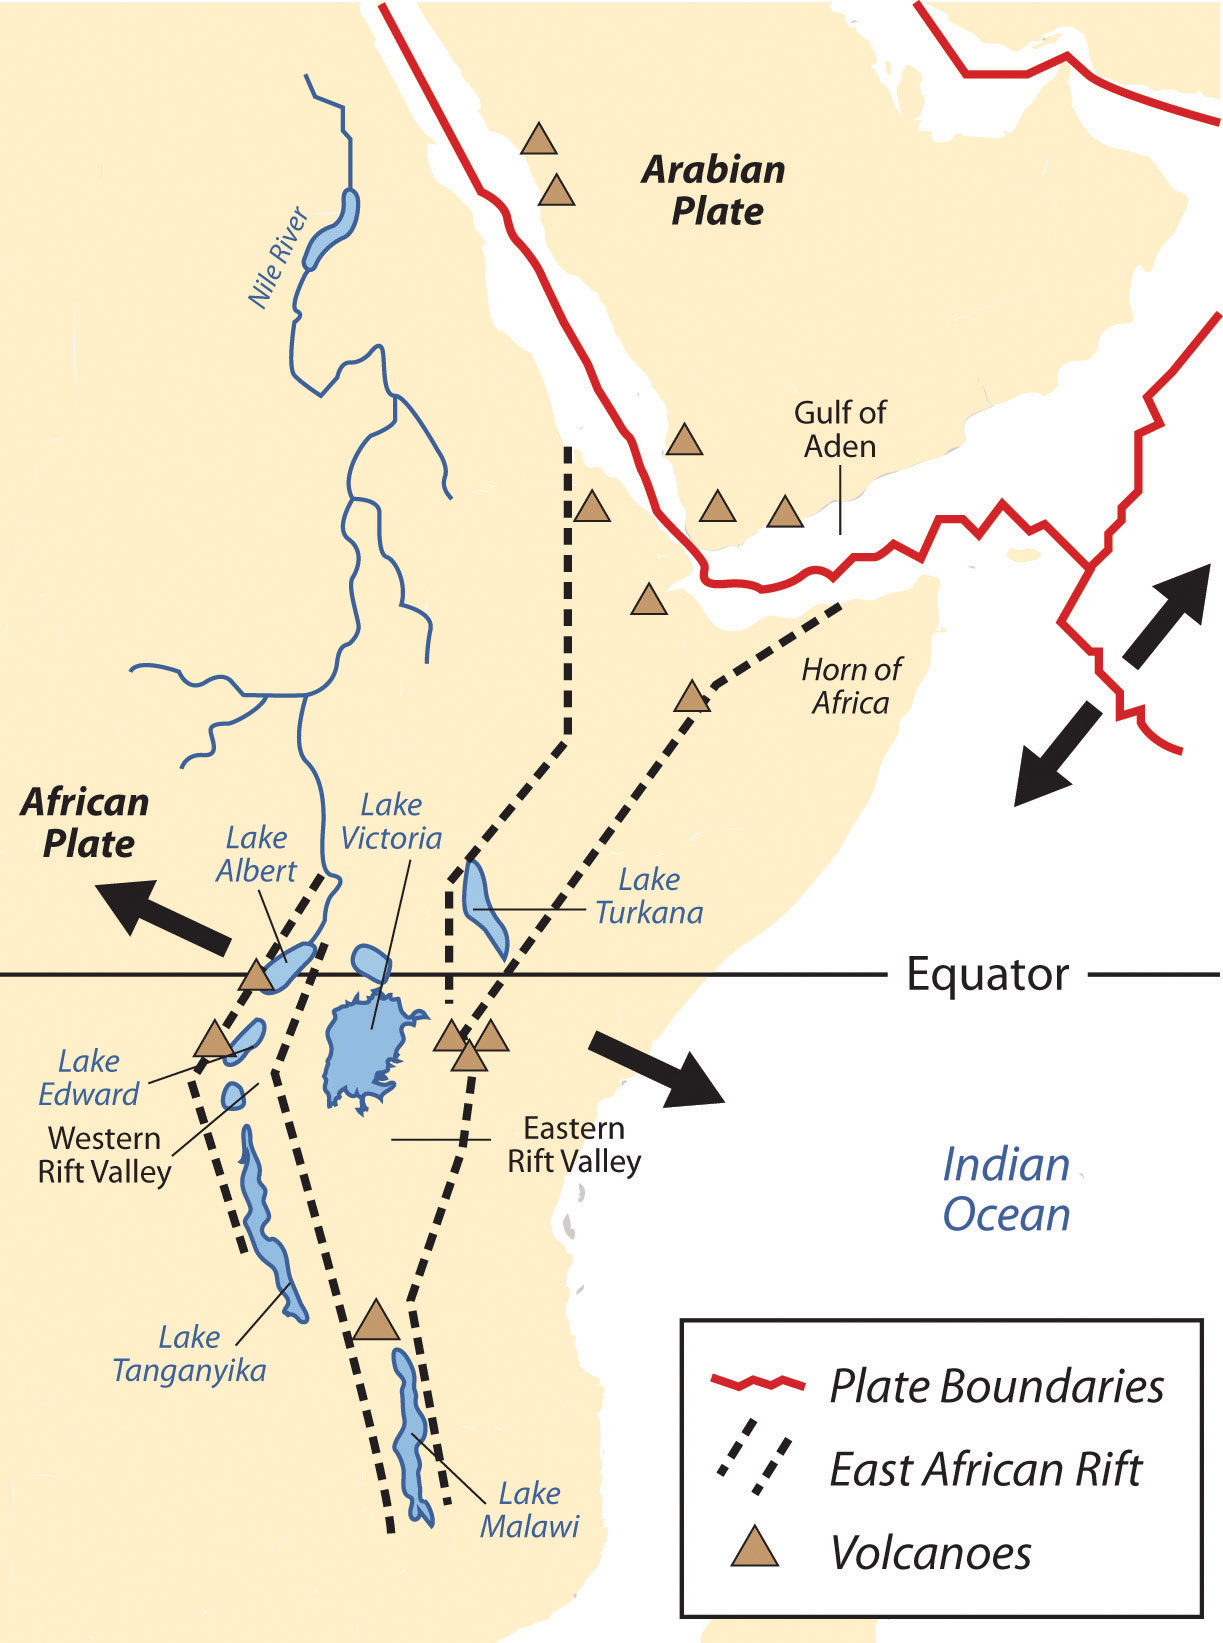 Arabian
Plate
Nile River
Gulf of
Aden
Horn of
Africa
African
Plate
Lake
Victoria
Lake
Albert
Lake
Turkana
Equator
Lake
Edward
Western
Rift Valley
Eastern
Rift Valley
Indian
Ocean
Lake
Tanganyika
Lake
Malawi
Plate Boundaries
East African Rift
Volcanoes